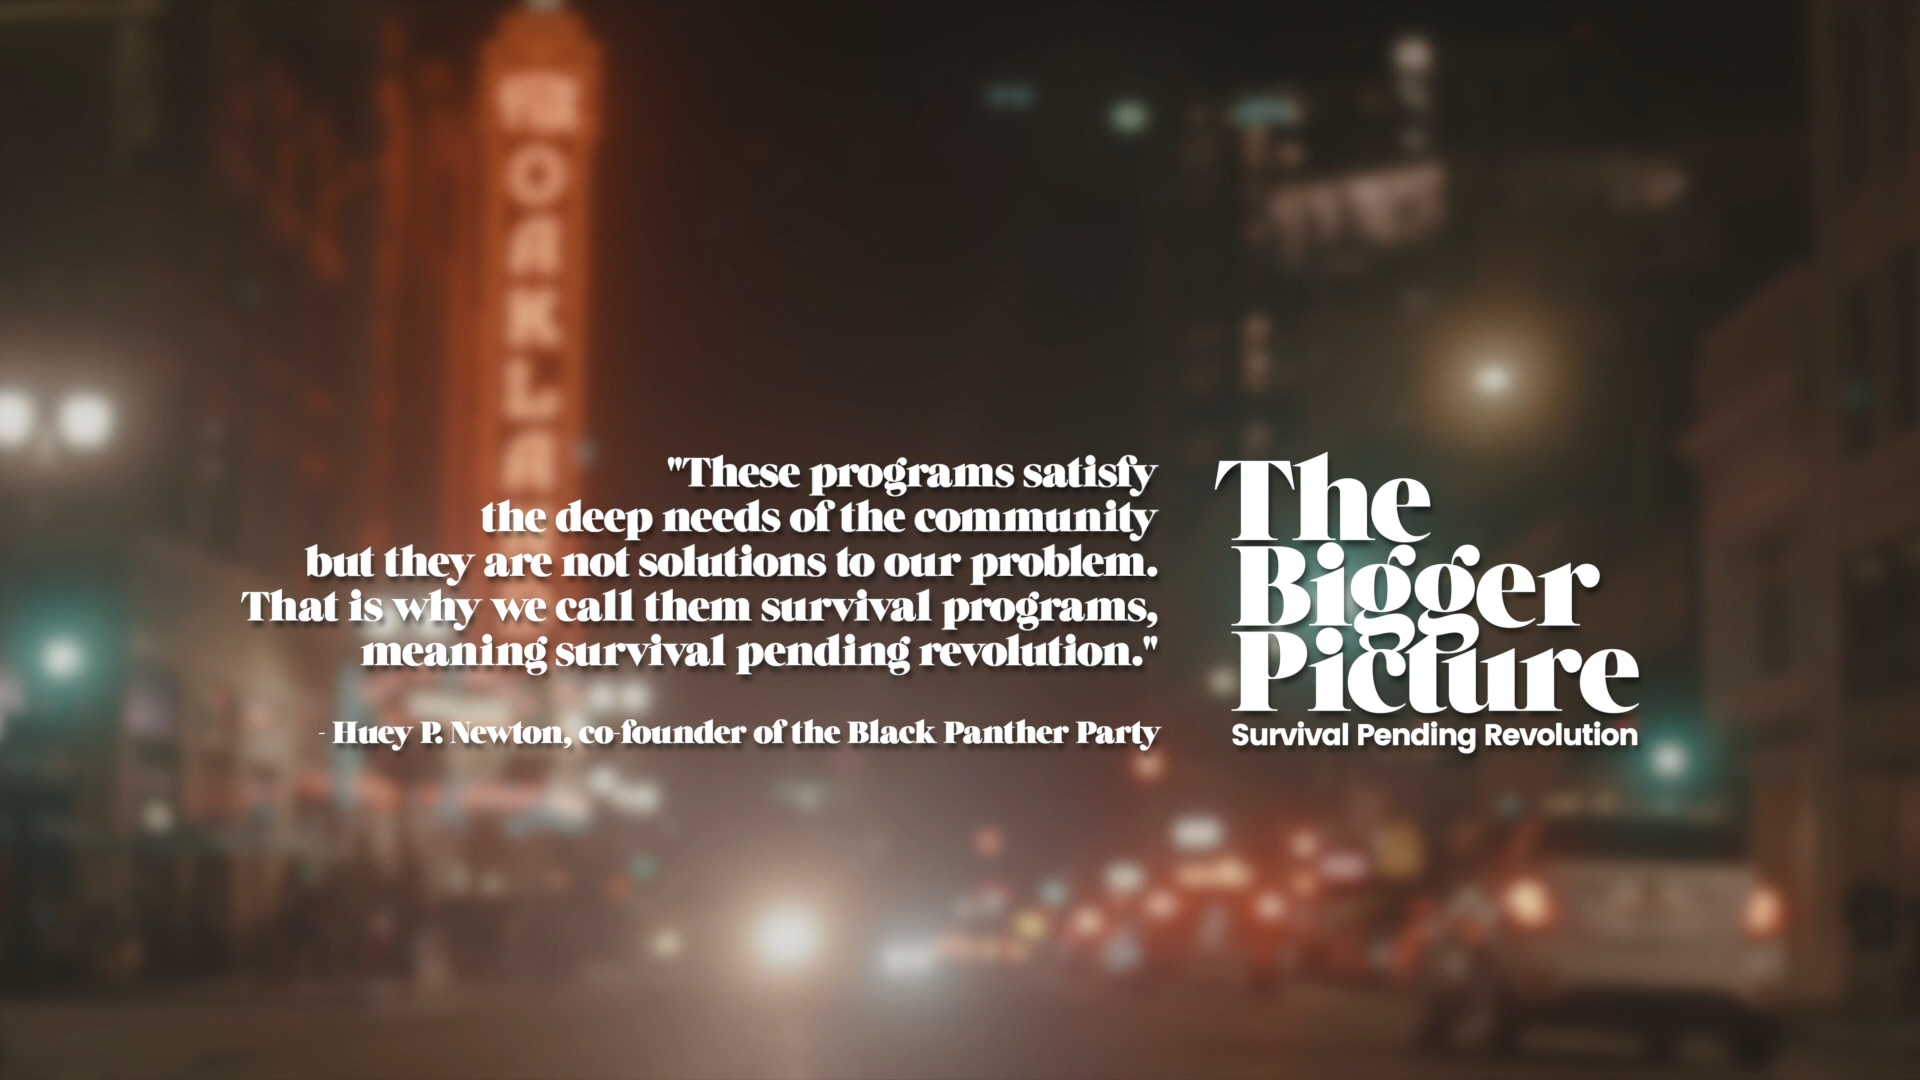 "These programs satisfy
the deep needs of the community
but they are not solutions to our problem.
That is why we call them survival programs,
meaning survival pending revolution."
- Huey P. Newton, co-founder of the Black Panther Party
The
Bigger
Picture
Survival Pending Revolution